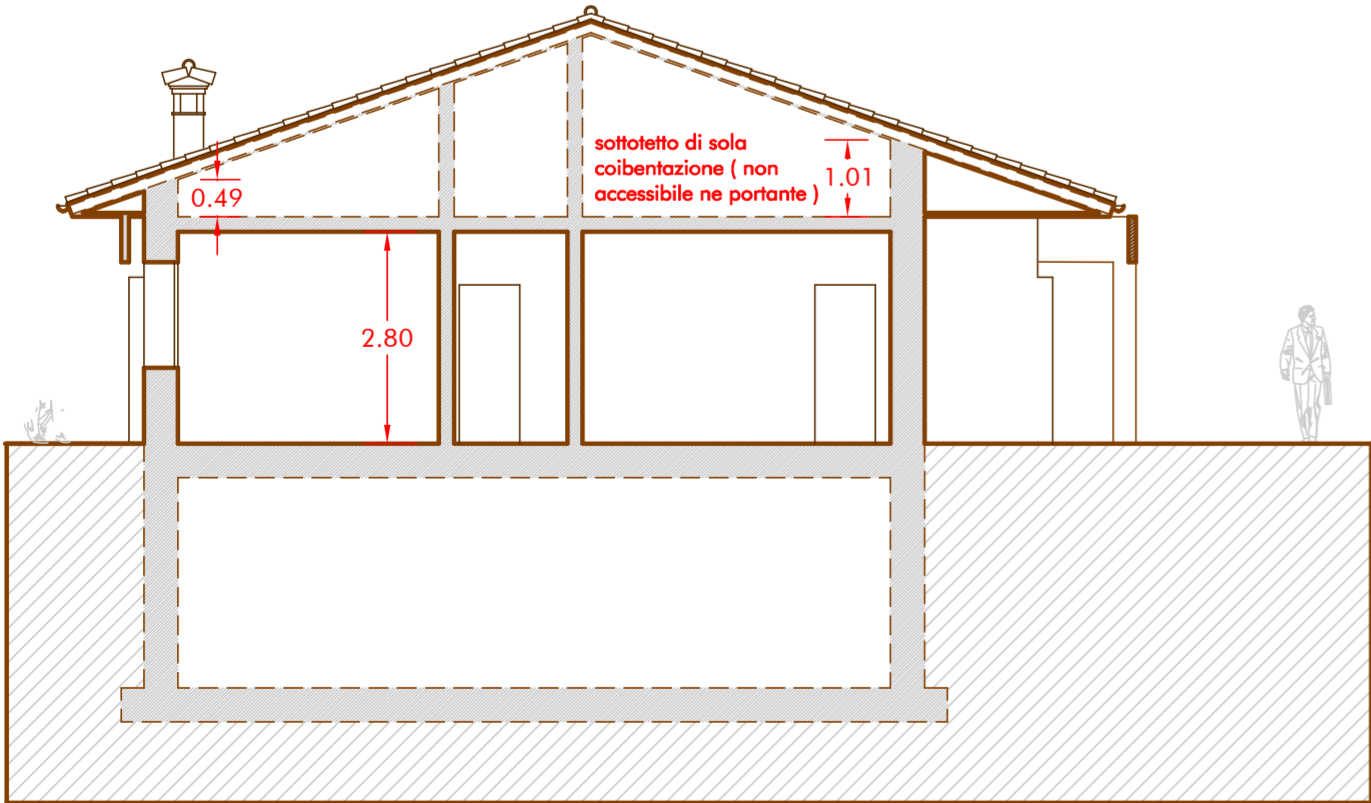 sottotetto di sola
coibentazione ( non
accessibile ne portante )
1.01
0.49
2.80